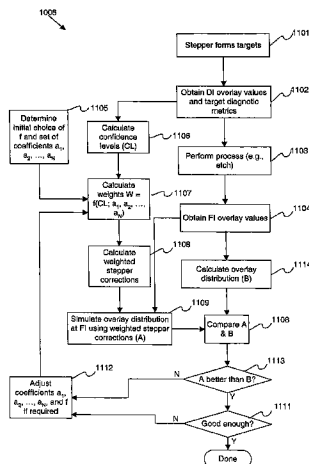 1005
Stepper forms targets
1101
Obtain DI overlay values
and target diagnostic
metrics
1102
1105
Determine
initial choice of
f and set of
coefficients a1,
a2, ..., aN
Calculate
confidence
levels (CL)
1106
Perform process (e.g.,
etch)
1103
Calculate
weights W =
f(CL; a1, a2, ...
aN)
1107
Obtain FI overlay values
1104
Calculate
weighted
stepper
corrections
1108
Calculate overlay
distribution (B)
1114
Simulate overlay distribution
at FI using weighted stepper
corrections (A)
1109
Compare A
& B
1108
1112
Adjust
coefficients a1,
a2, ..., aN, and f
if required
N
A better than B?
1113
Y
N
Good enough?
1111
Y
Done